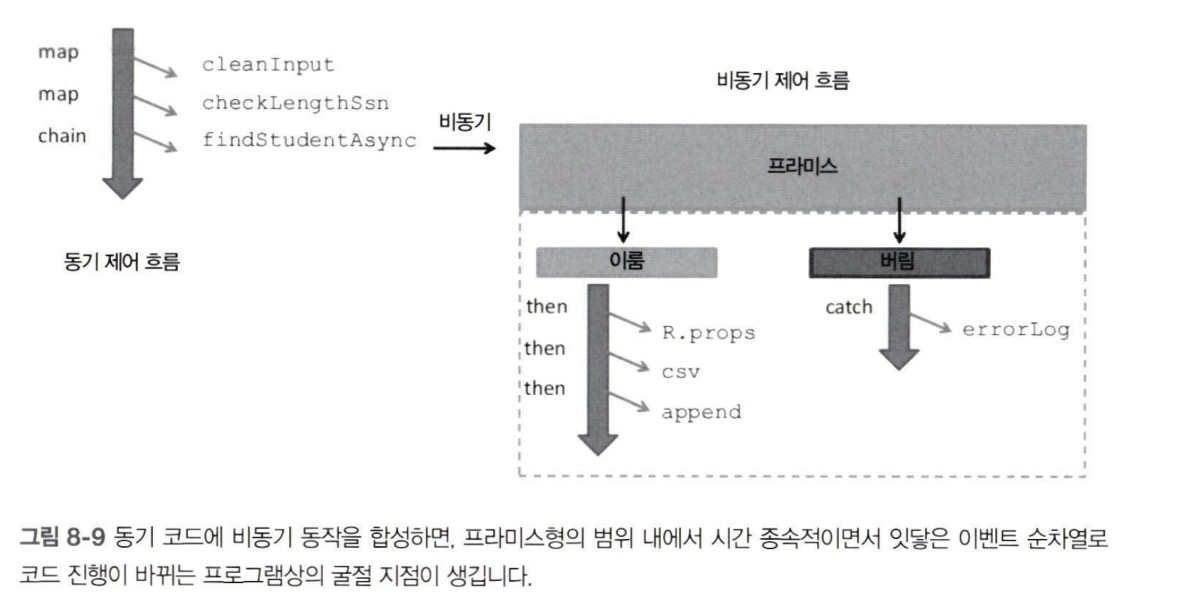 map
cleanInput
map
checkLengthSsn
chain
findStudentAsync
동기 제어 흐름
비동기
비동기 제어 흐름
프라미스
이룸
then
R.props
then
csv
then
append
버림
catch
errorLog
그림 8-9 동기 코드에 비동기 동작을 합성하면, 프라미스형의 범위 내에서 시간 종속적이면서 잇닿은 이벤트 순차열로
코드 진행이 바뀌는 프로그램상의 굴절 지점이 생깁니다.